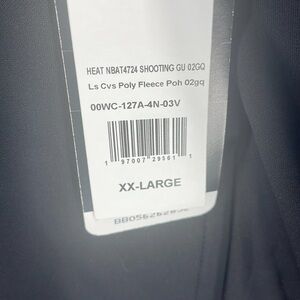 HEAT NBAT4724 SHOOTING GU 02GQ
Ls Cvs Poly Fleece Poh 02gq
00WC-127A-4N-03V
1 97007 29561 1
XX-LARGE